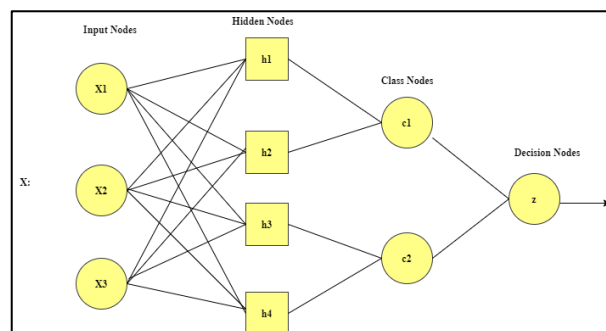 Hidden Nodes
Input Nodes
h1
Class Nodes
X1
c1
h2
Decision Nodes
X:
X2
z
h3
c2
X3
h4